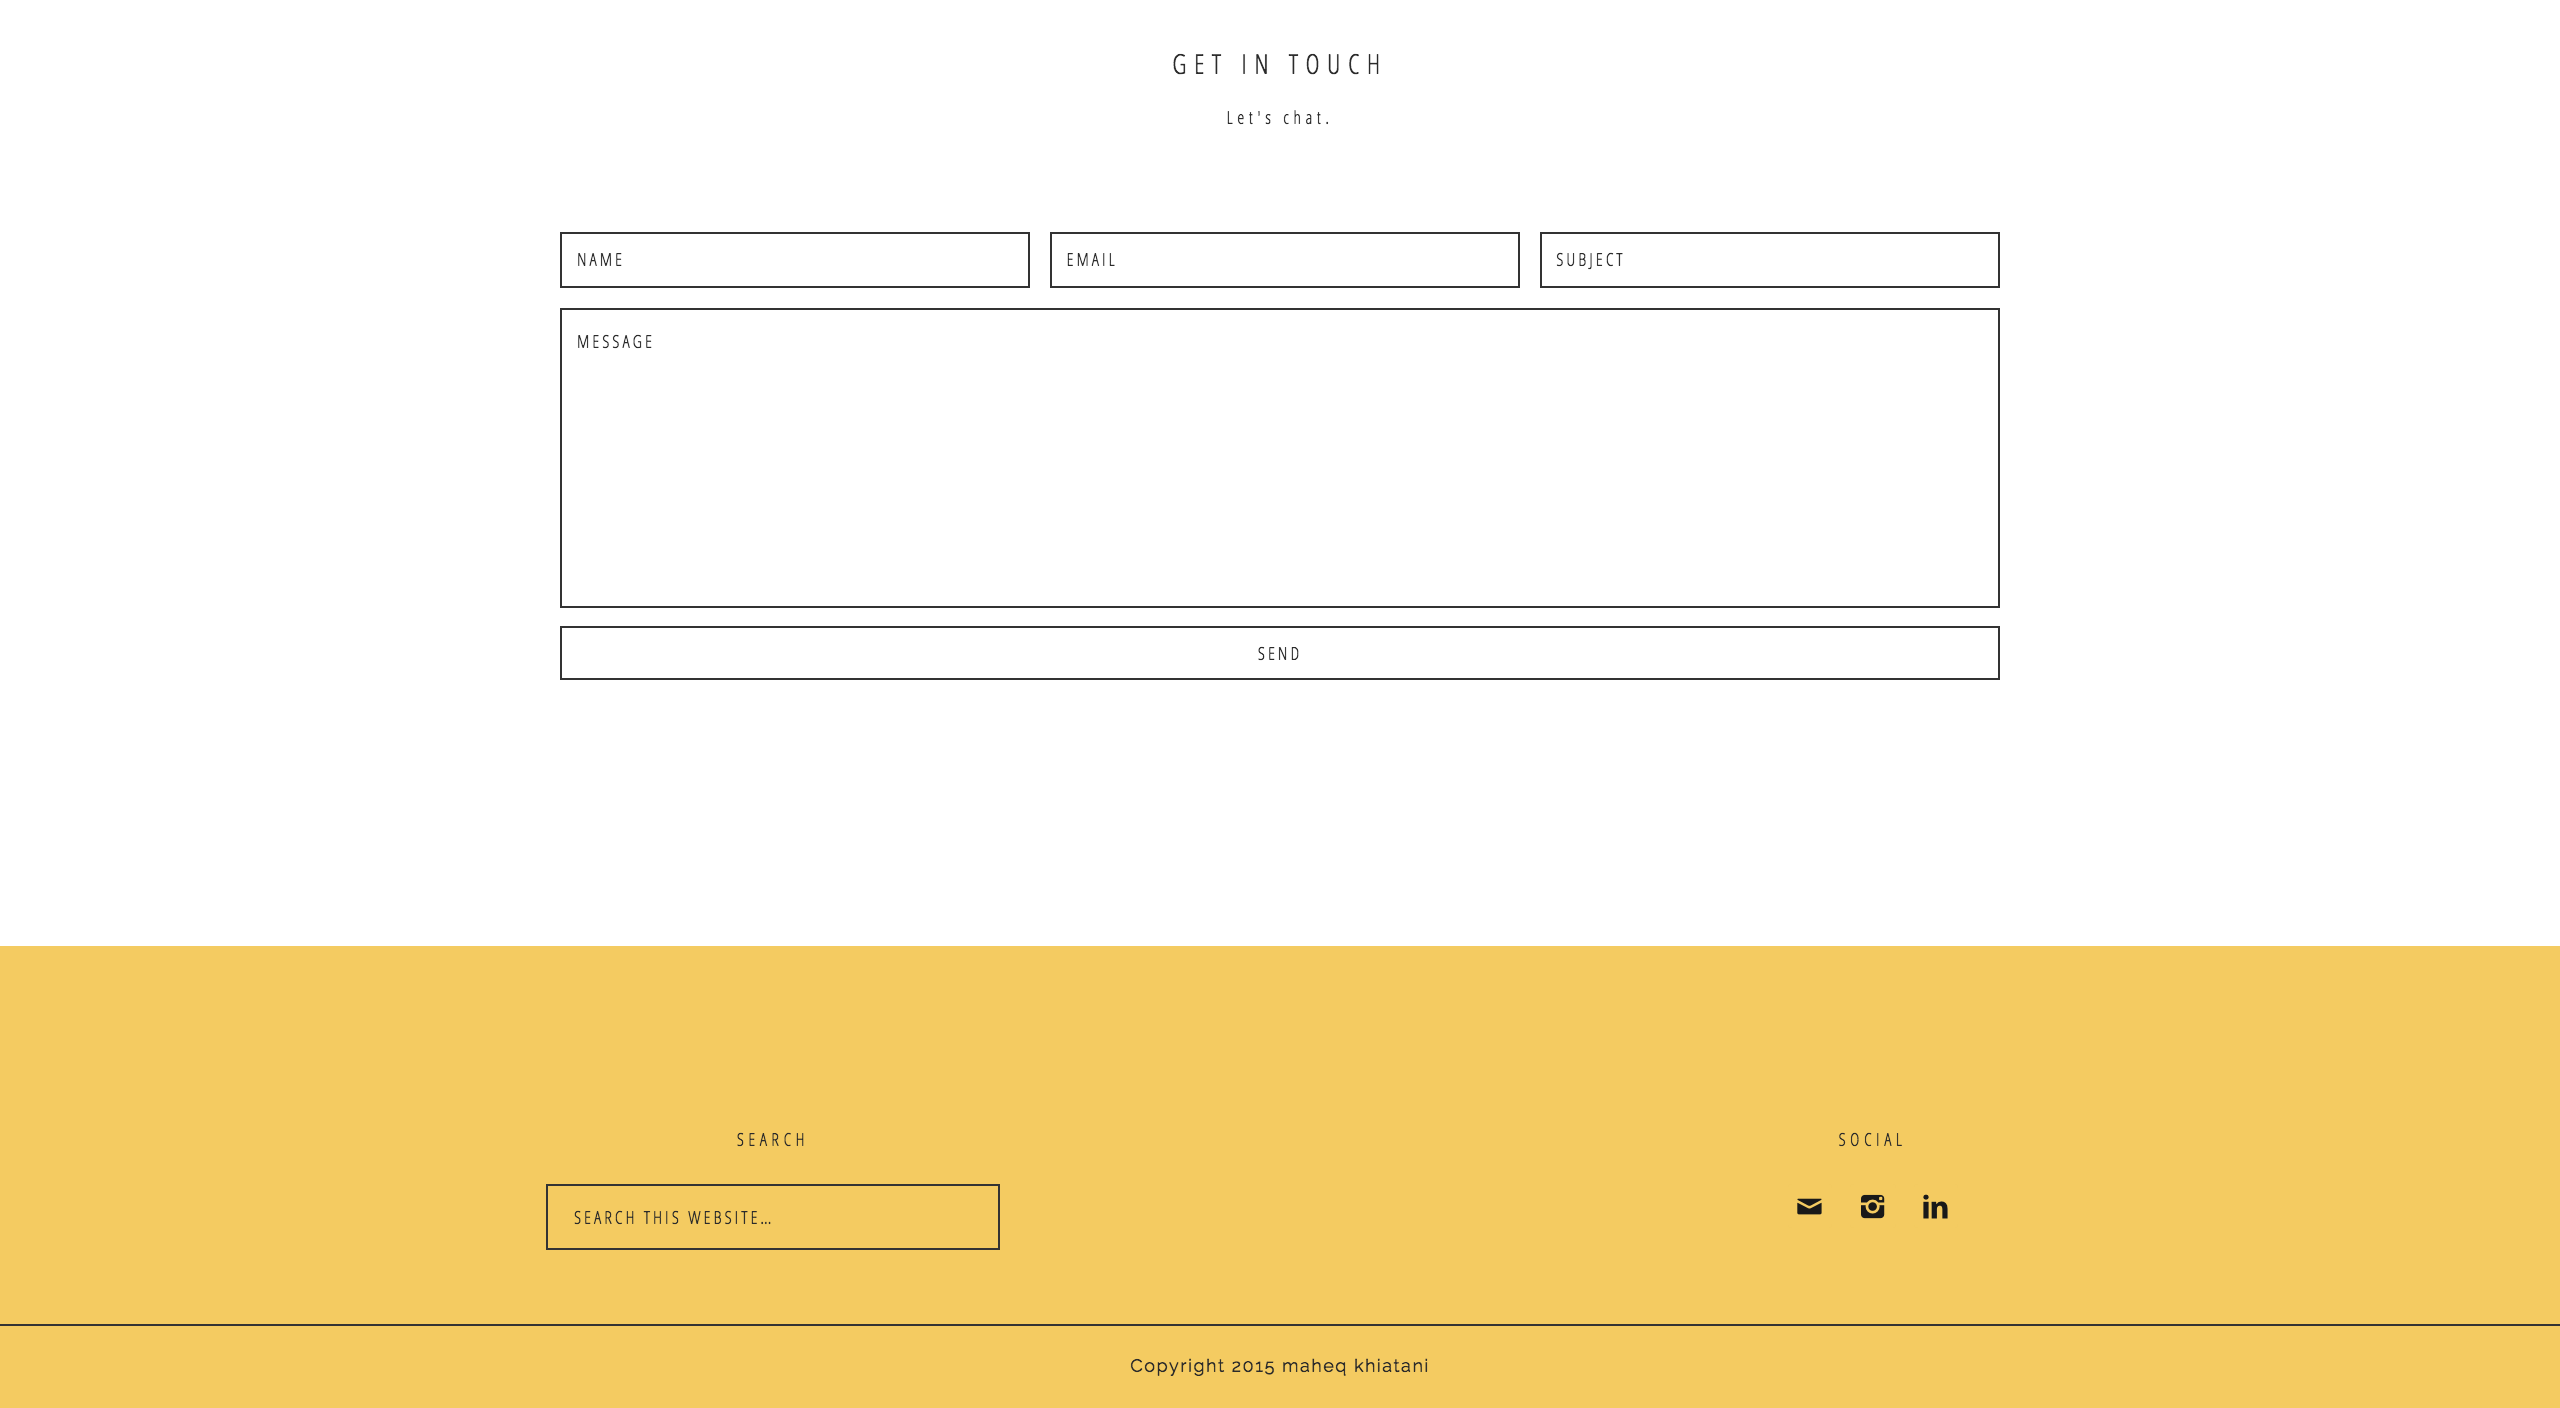 GET IN TOUCH
Let's chat.
NAME
EMAIL
SUBJECT
MESSAGE
SEND
SEARCH
SEARCH THIS WEBSITE...
SOCIAL
in
Copyright 2015 maheq khiatani